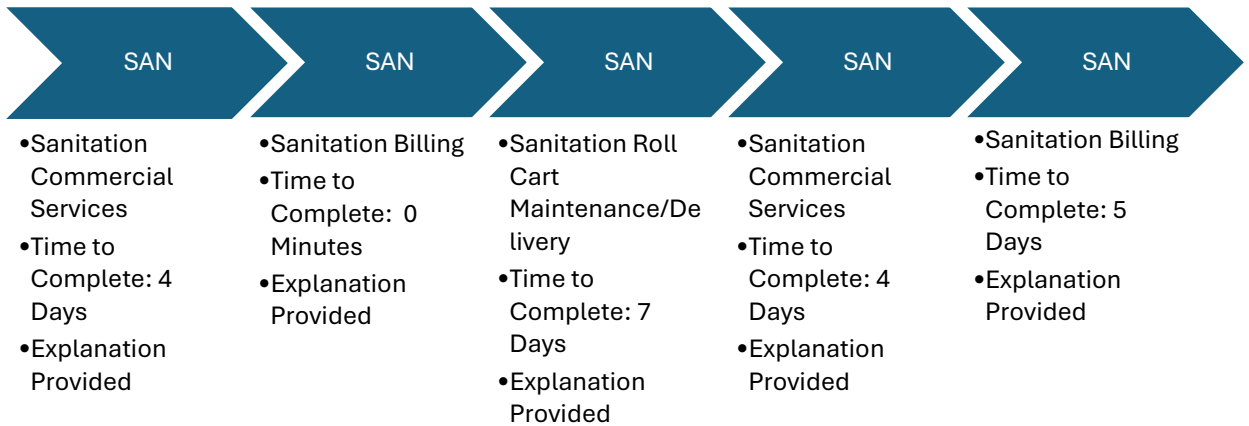 SAN
•Sanitation
Commercial
Services
•Time to
Complete: 4
Days
•Explanation
Provided
SAN
•Sanitation Billing
•Time to
Complete:  0
Minutes
•Explanation
Provided
SAN
•Sanitation Roll
Cart
Maintenance/De
livery
•Time to
Complete: 7
Days
•Explanation
Provided
SAN
•Sanitation
Commercial
Services
•Time to
Complete: 4
Days
•Explanation
Provided
SAN
•Sanitation Billing
•Time to
Complete: 5
Days
•Explanation
Provided